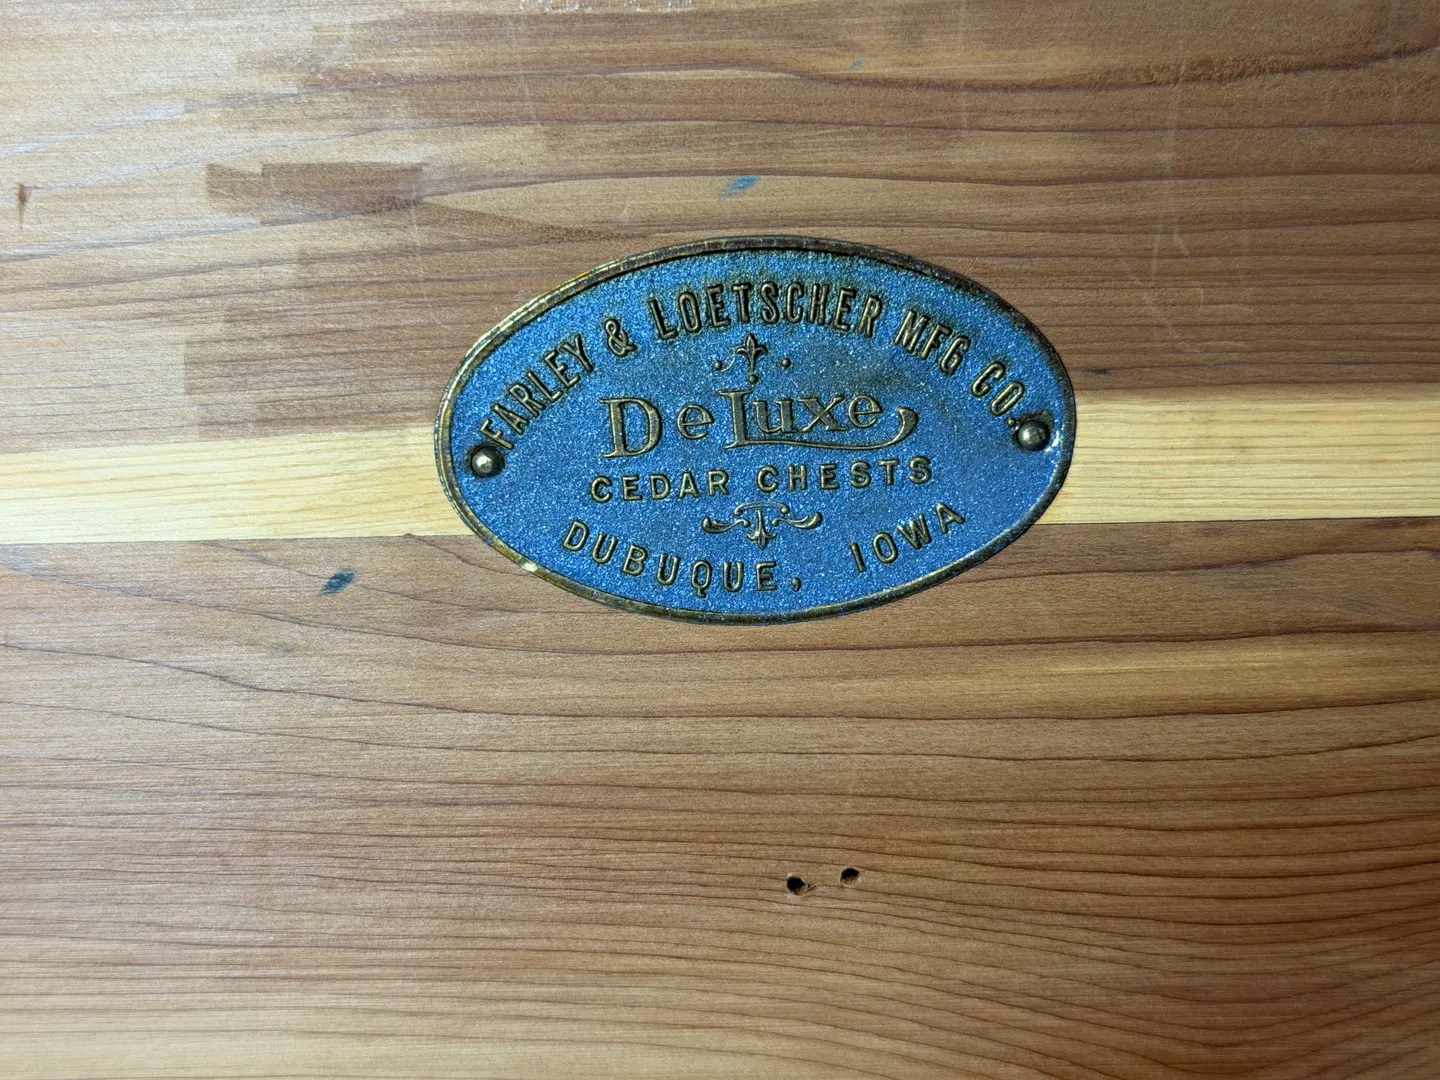 FARLEY & LOETSCHER MFG CO.
DeLuxe
CEDAR CHESTS
DUBUQUE, IOWA